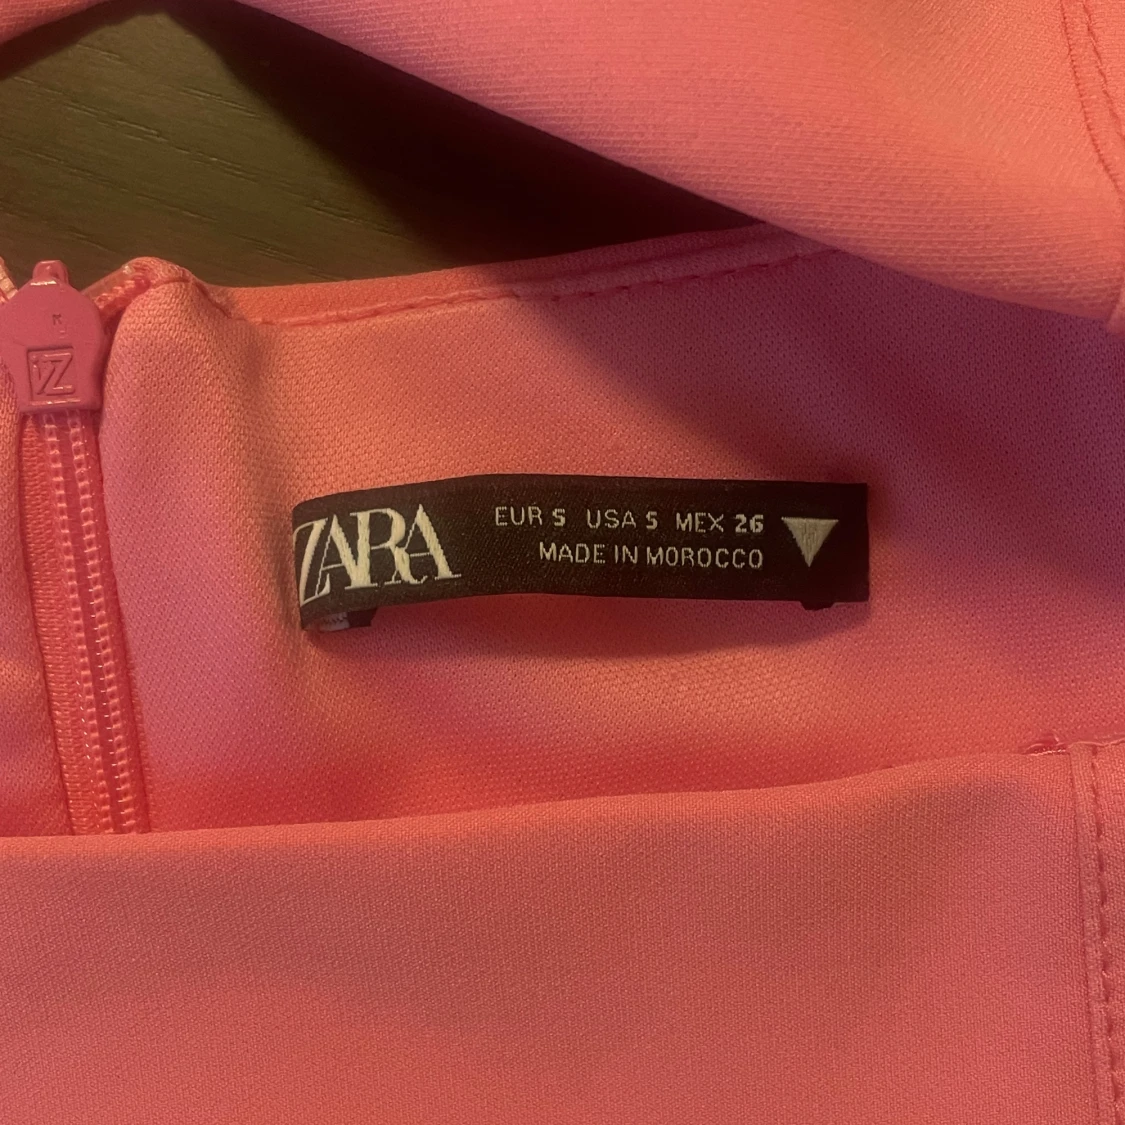 ZARA
EUR S USA S MEX 26
MADE IN MOROCCO